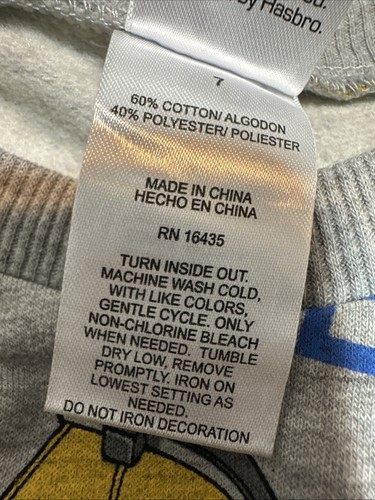 by Hasbro.
7
60% COTTON/ ALGODON
40% POLYESTER/ POLIESTER
MADE IN CHINA
HECHO EN CHINA
RN 16435
TURN INSIDE OUT.
MACHINE WASH COLD,
WITH LIKE COLORS,
GENTLE CYCLE. ONLY
NON-CHLORINE BLEACH
WHEN NEEDED. TUMBLE
DRY LOW, REMOVE
PROMPTLY. IRON ON
LOWEST SETTING AS
NEEDED.
DO NOT IRON DECORATION